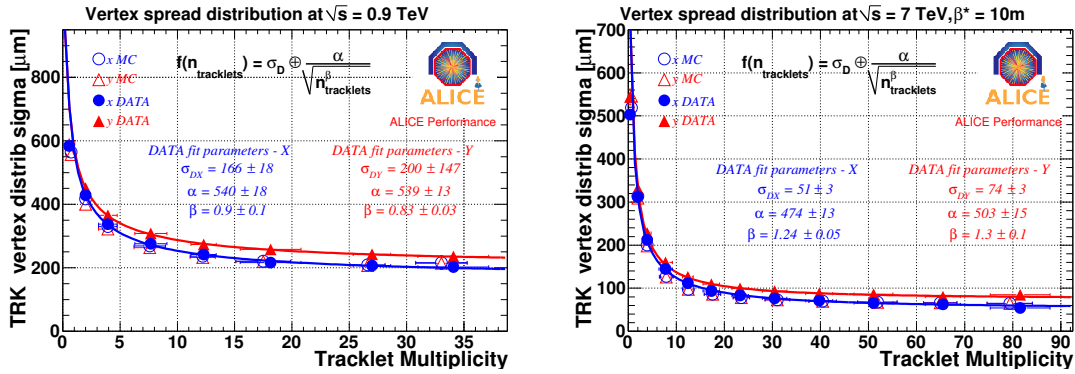 Vertex spread distribution at √s = 0.9 TeV
TRK vertex distrib sigma [μm]
800
600
400
200
0
x MC
y MC
x DATA
y DATA
f(n_tracklets) = σ_D ⊕ α / √(n^β_tracklets)
ALICE
ALICE Performance
DATA fit parameters - X
σ_DX = 166 ± 18
α = 540 ± 18
β = 0.9 ± 0.1
DATA fit parameters - Y
σ_DY = 200 ± 147
α = 539 ± 13
β = 0.83 ± 0.03
0 5 10 15 20 25 30 35
Tracklet Multiplicity
Vertex spread distribution at √s = 7 TeV, β* = 10m
TRK vertex distrib sigma [μm]
700
600
500
400
300
200
100
0
x MC
y MC
x DATA
y DATA
f(n_tracklets) = σ_D ⊕ α / √(n^β_tracklets)
ALICE
ALICE Performance
DATA fit parameters - X
σ_DX = 51 ± 3
α = 474 ± 13
β = 1.24 ± 0.05
DATA fit parameters - Y
σ_DY = 74 ± 3
α = 503 ± 15
β = 1.3 ± 0.1
0 10 20 30 40 50 60 70 80 90
Tracklet Multiplicity